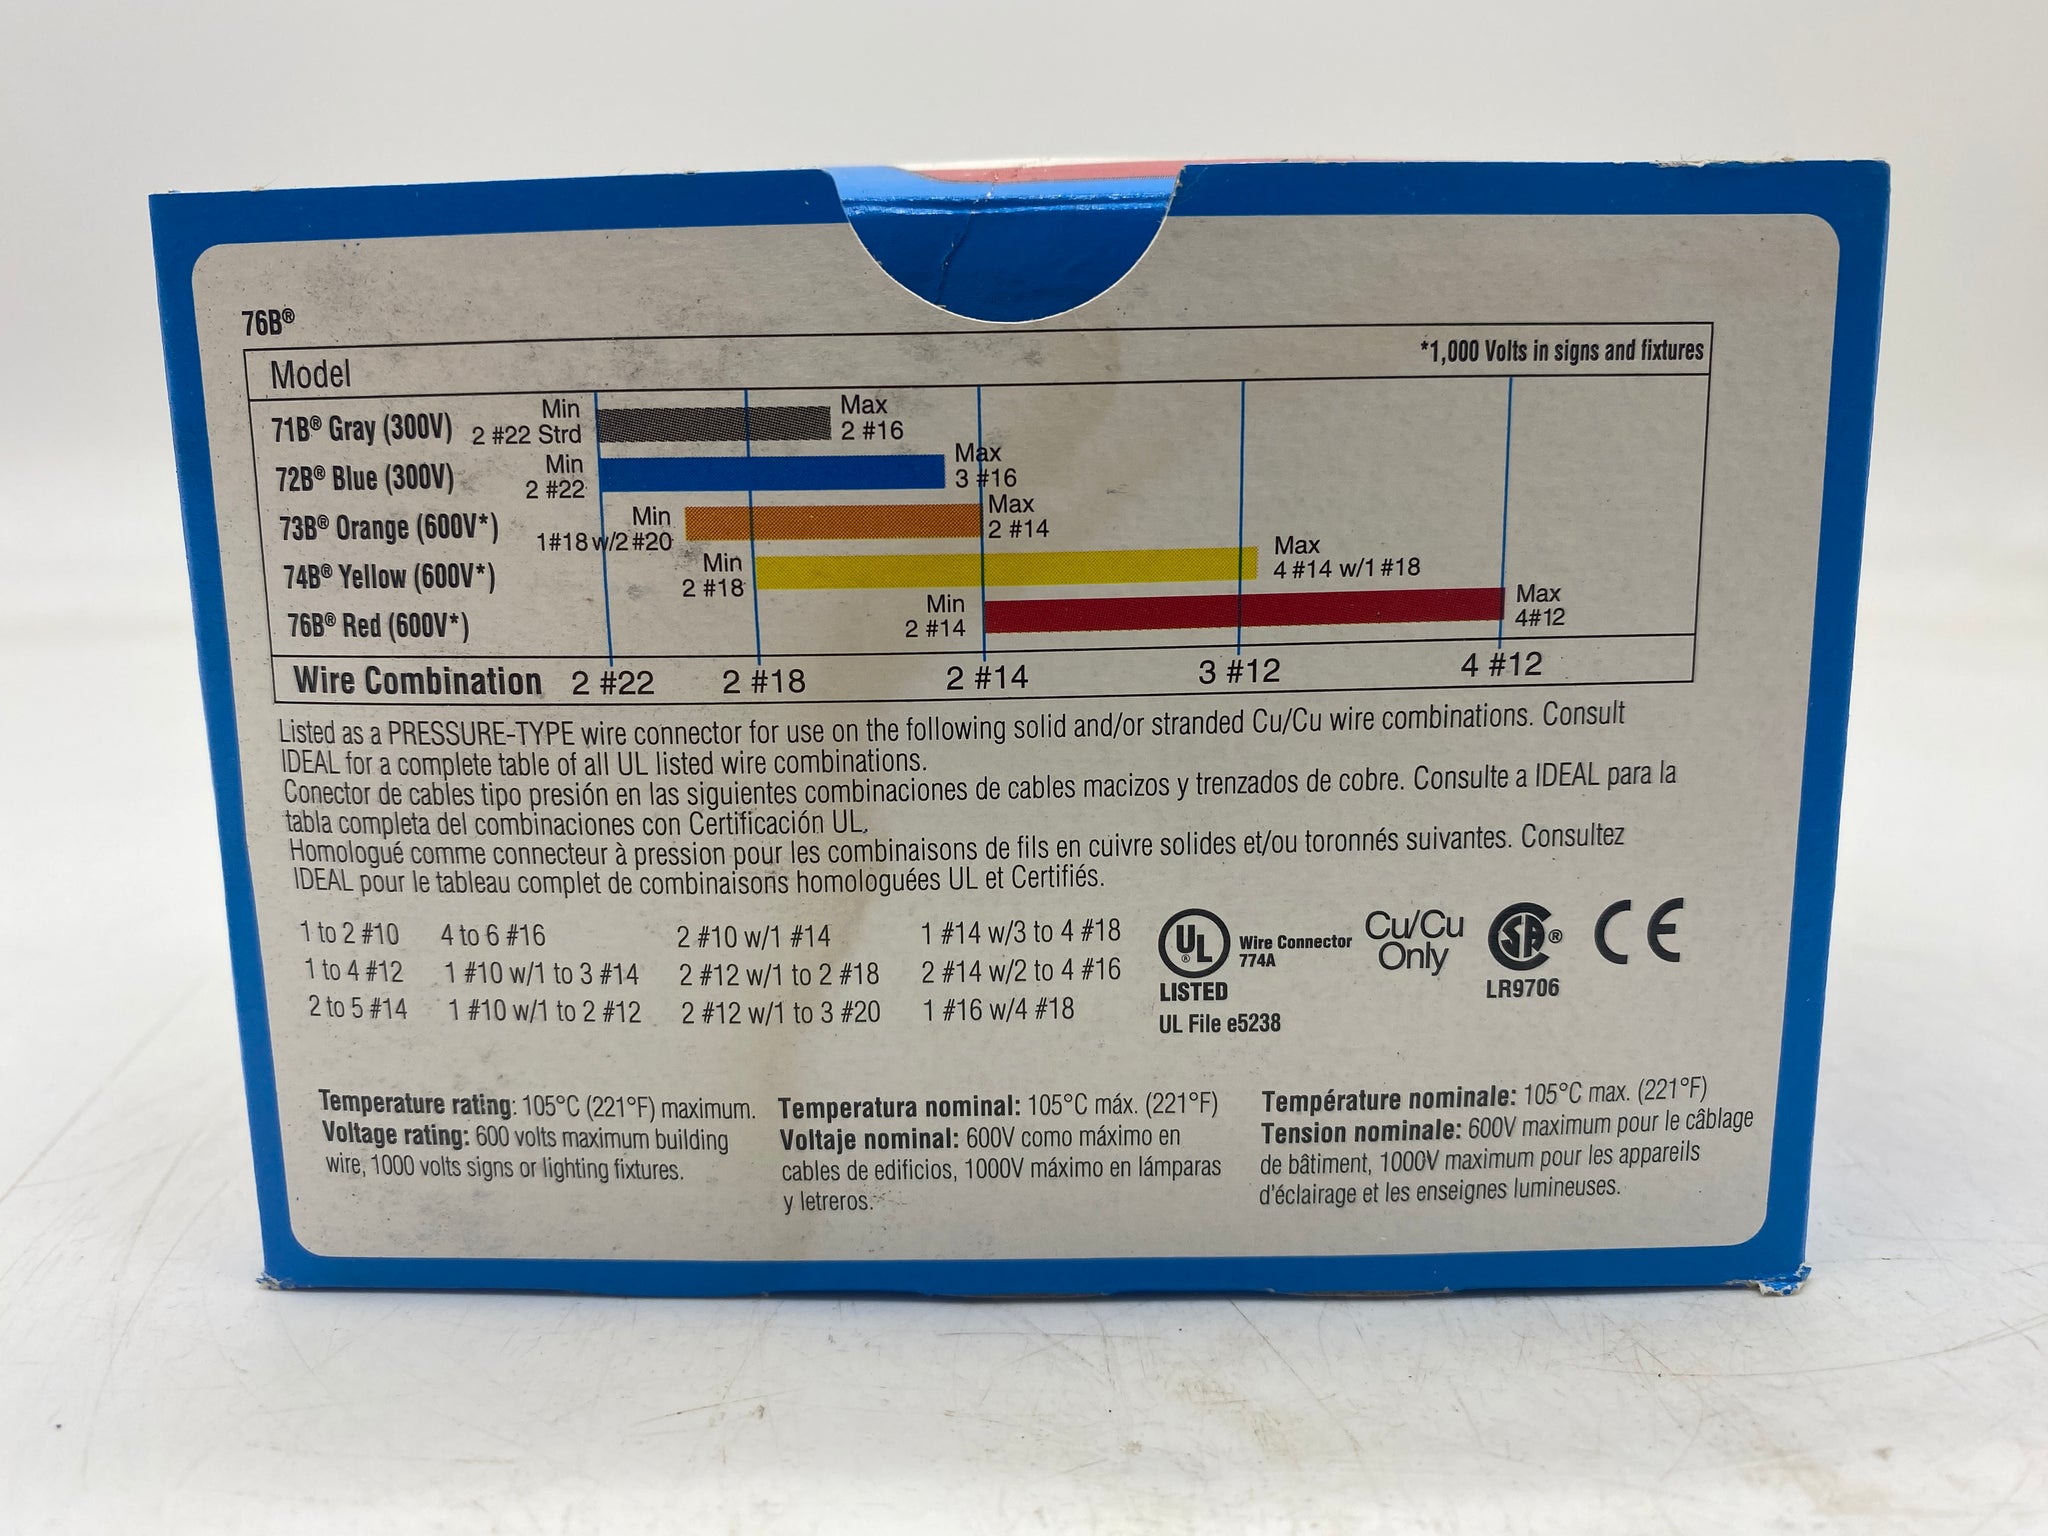 76B®
Model *1,000 Volts in signs and fixtures
71B® Gray (300V) Min 2 #22 Strd Max 2 #16
72B® Blue (300V) Min 2 #22 Max 3 #16
73B® Orange (600V*) Min 1#18 w/2 #20 Max 2 #14
74B® Yellow (600V*) Min 2 #18 Max 4 #14 w/1 #18
76B® Red (600V*) Min 2 #14 Max 4#12
Wire Combination 2 #22 2 #18 2 #14 3 #12 4 #12
Listed as a PRESSURE-TYPE wire connector for use on the following solid and/or stranded Cu/Cu wire combinations. Consult
IDEAL for a complete table of all UL listed wire combinations.
Conector de cables tipo presión en las siguientes combinaciones de cables macizos y trenzados de cobre. Consulte a IDEAL para la
tabla completa del combinaciones con Certificación UL.
Homologué comme connecteur à pression pour les combinaisons de fils en cuivre solides et/ou toronnés suivantes. Consultez
IDEAL pour le tableau complet de combinaisons homologuées UL et Certifiés.
1 to 2 #10 4 to 6 #16 2 #10 w/1 #14 1 #14 w/3 to 4 #18
1 to 4 #12 1 #10 w/1 to 3 #14 2 #12 w/1 to 2 #18 2 #14 w/2 to 4 #16
2 to 5 #14 1 #10 w/1 to 2 #12 2 #12 w/1 to 3 #20 1 #16 w/4 #18
UL ® Wire Connector
774A
LISTED
UL File e5238
Cu/Cu
Only
SA ®
LR9706
CE
Temperature rating: 105°C (221°F) maximum.
Voltage rating: 600 volts maximum building
wire, 1000 volts signs or lighting fixtures.
Temperatura nominal: 105°C máx. (221°F)
Voltaje nominal: 600V como máximo en
cables de edificios, 1000V máximo en lámparas
y letreros.
Température nominale: 105°C max. (221°F)
Tension nominale: 600V maximum pour le câblage
de bâtiment, 1000V maximum pour les appareils
d'éclairage et les enseignes lumineuses.